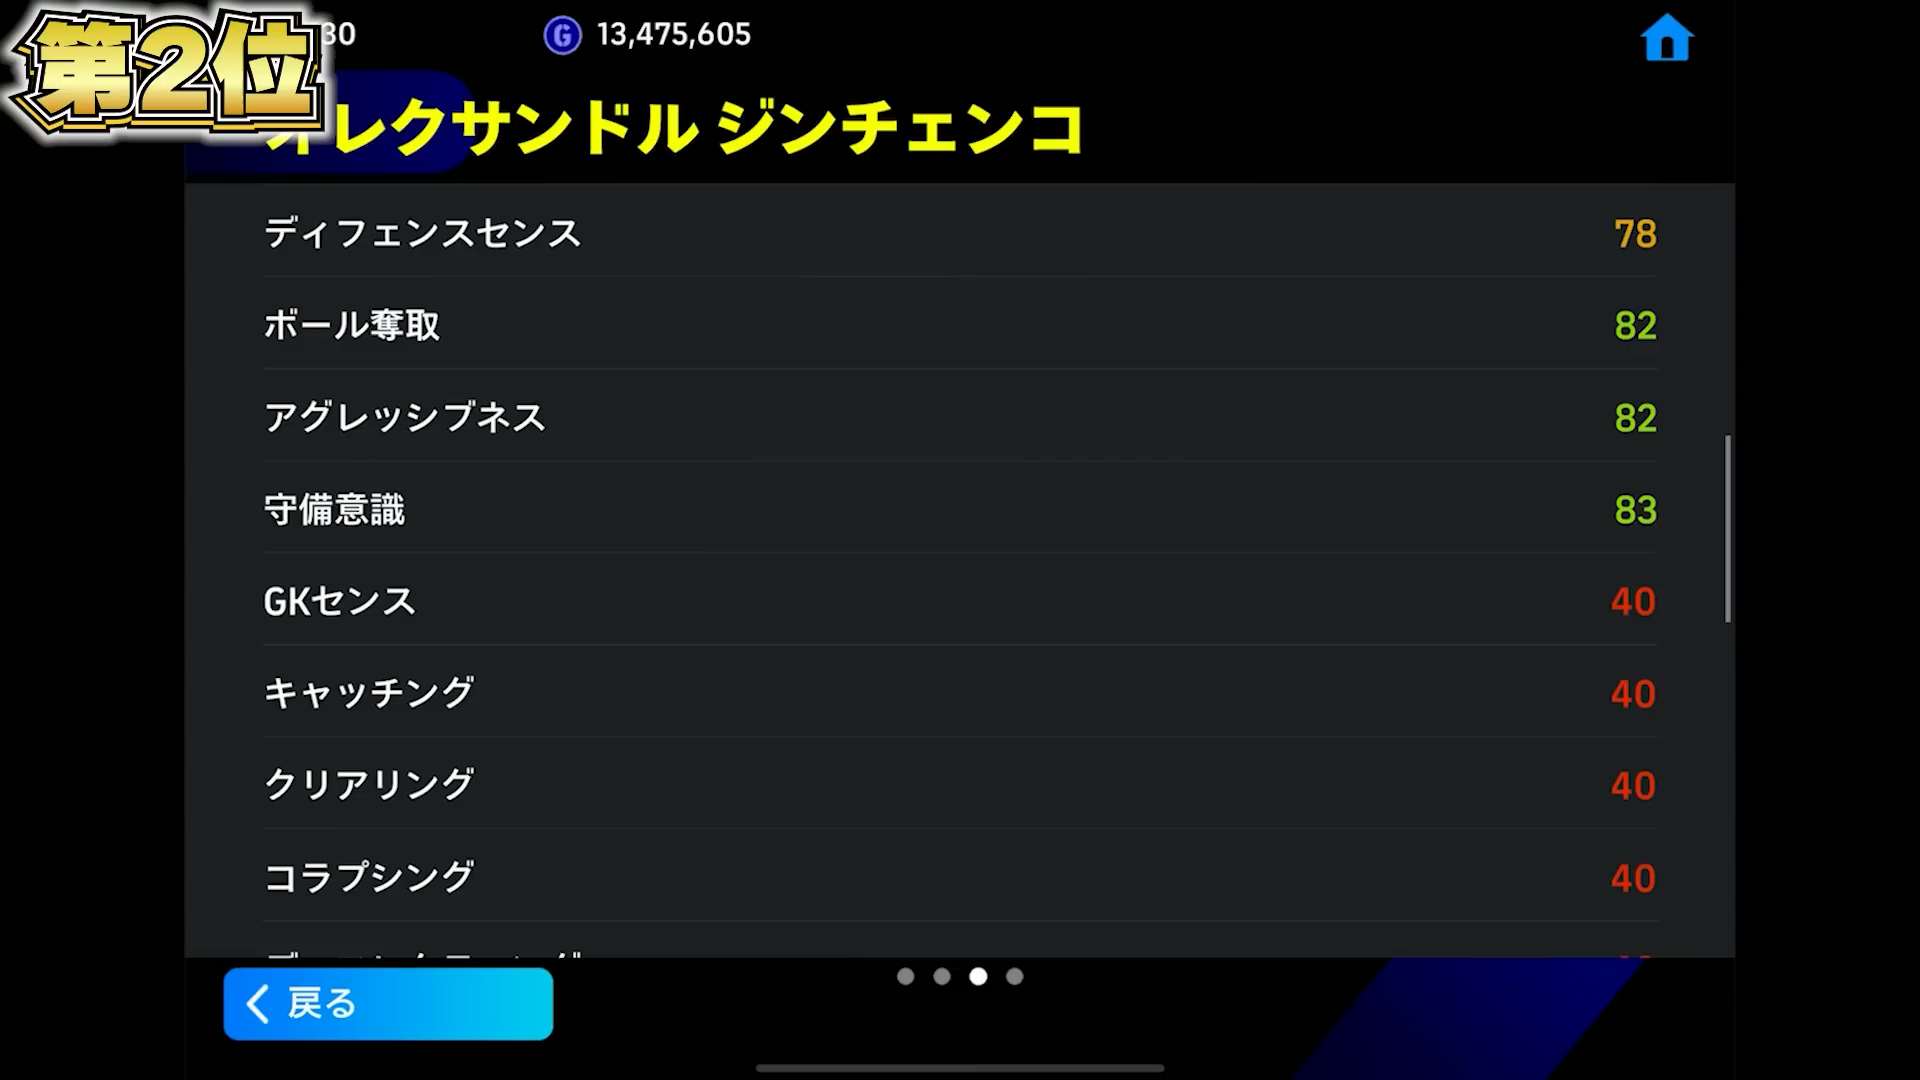 第2位
30
G 13,475,605
オレクサンドル ジンチェンコ
ディフェンスセンス 78
ボール奪取 82
アグレッシブネス 82
守備意識 83
GKセンス 40
キャッチング 40
クリアリング 40
コラプシング 40
戻る